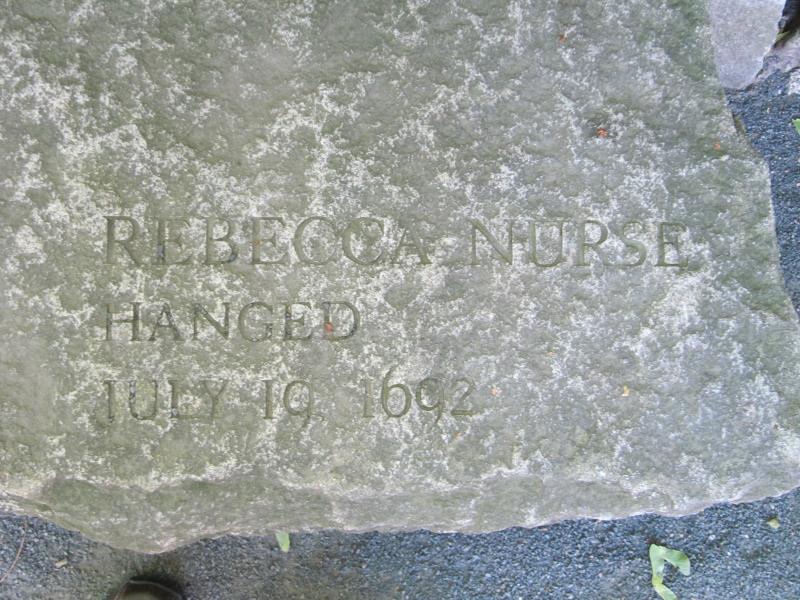 REBECCA NURSE
HANGED
JULY 19, 1692